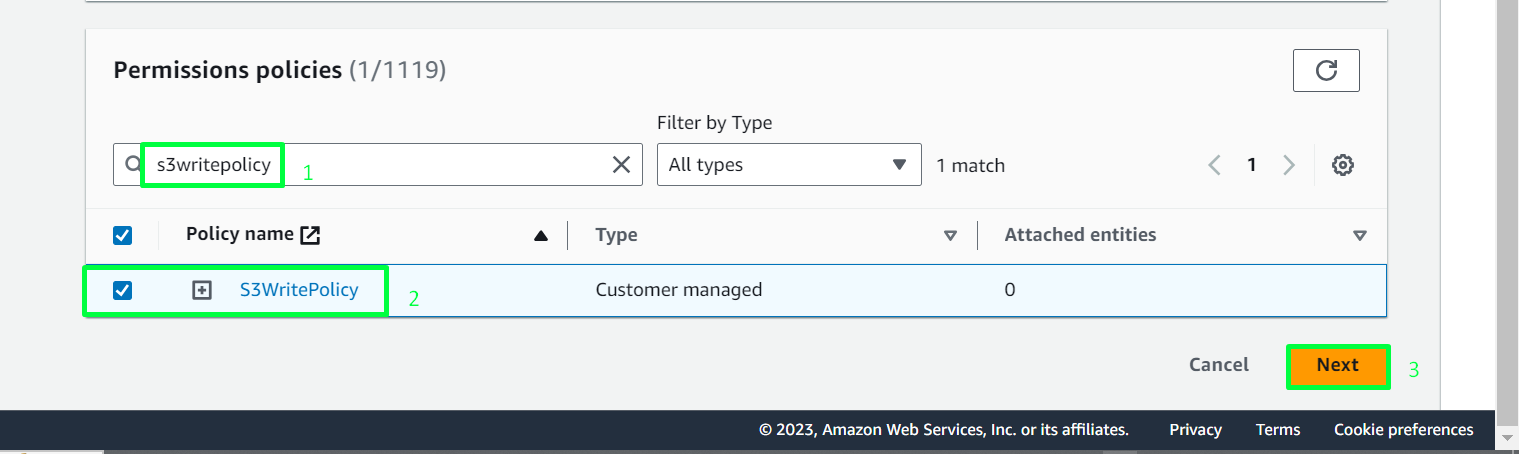 Permissions policies (1/1119)
Filter by Type
s3writepolicy 1 All types 1 match 1
Policy name Type Attached entities
S3WritePolicy 2 Customer managed 0
Cancel Next 3
© 2023, Amazon Web Services, Inc. or its affiliates. Privacy Terms Cookie preferences